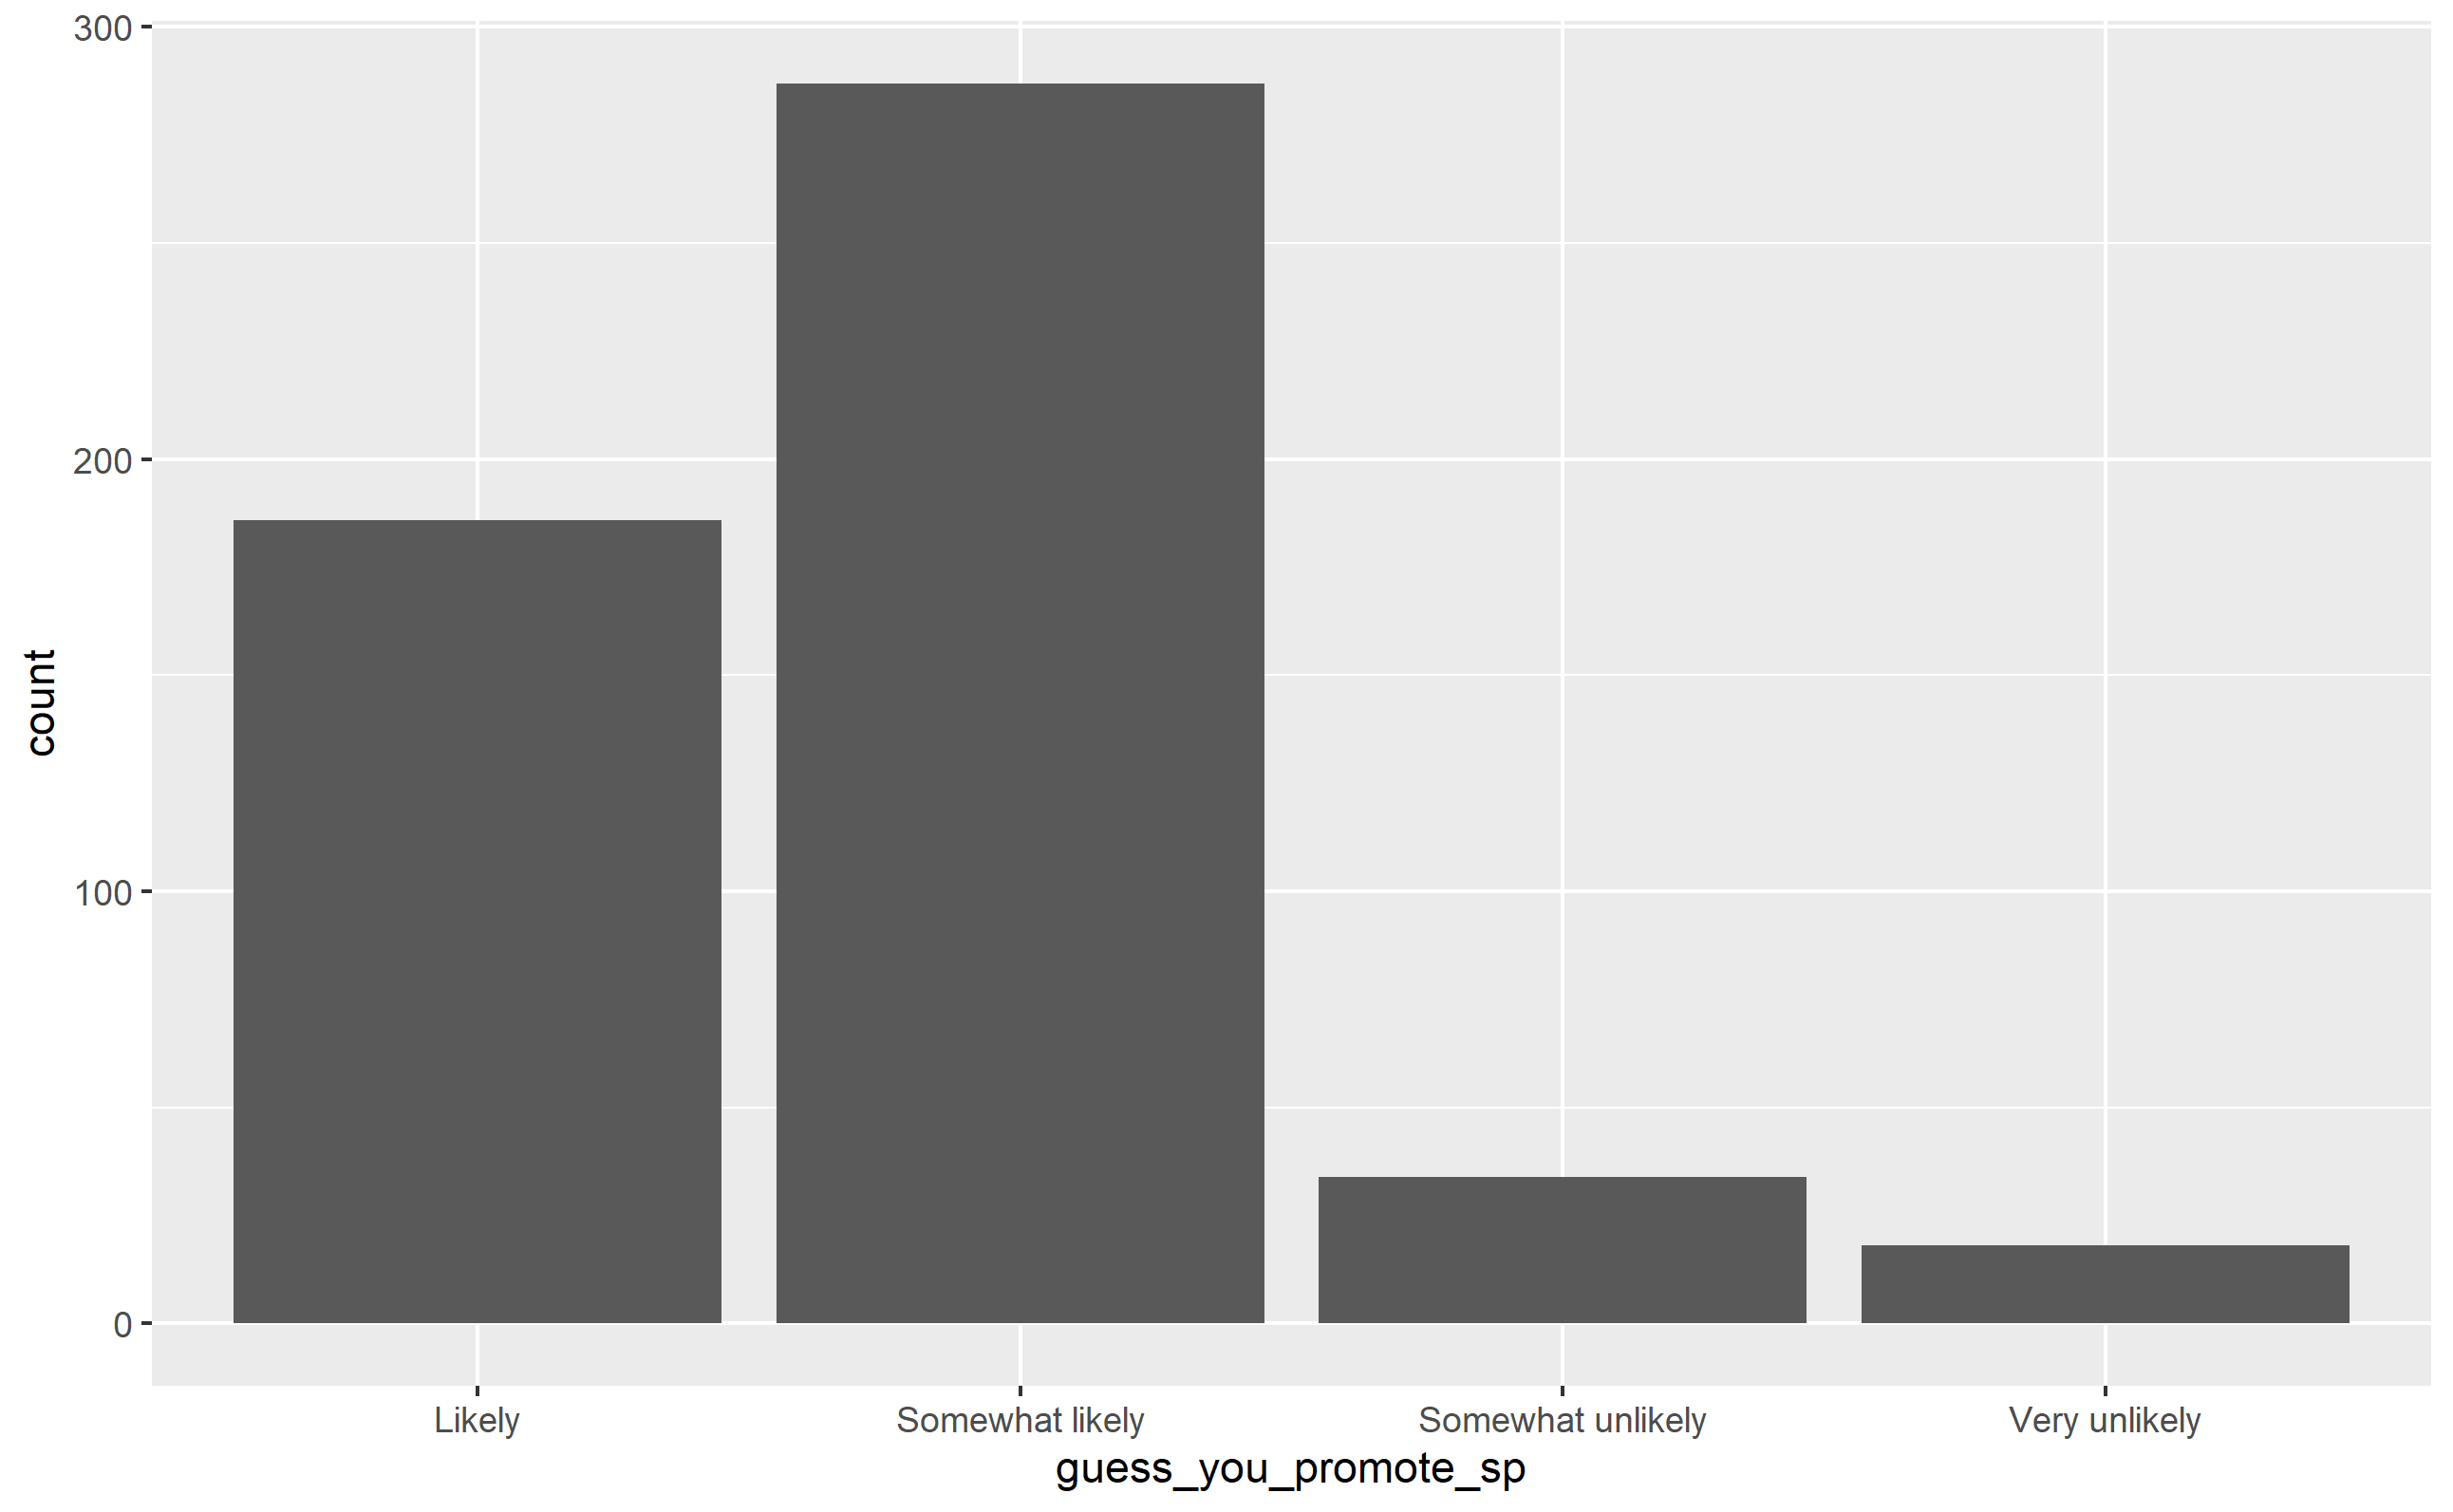 300
200
100
0
count
Likely
Somewhat likely
Somewhat unlikely
Very unlikely
guess_you_promote_sp